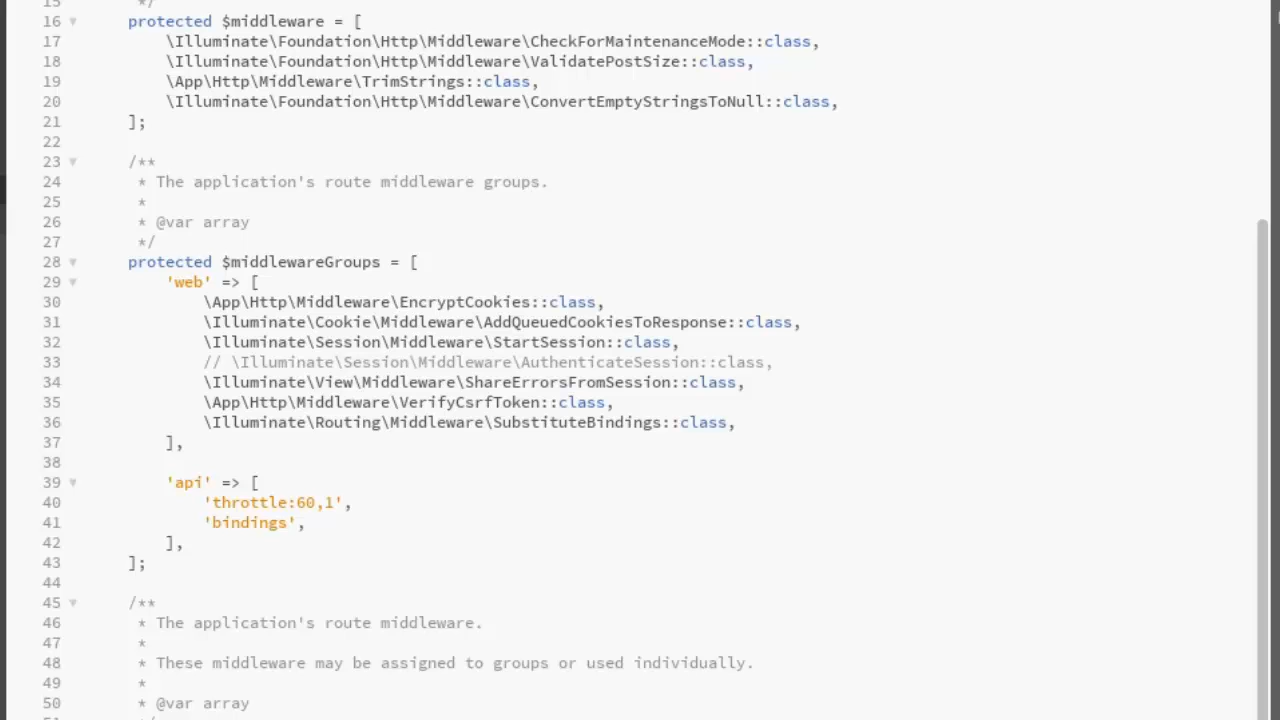 15      */
16     protected $middleware = [
17         \Illuminate\Foundation\Http\Middleware\CheckForMaintenanceMode::class,
18         \Illuminate\Foundation\Http\Middleware\ValidatePostSize::class,
19         \App\Http\Middleware\TrimStrings::class,
20         \Illuminate\Foundation\Http\Middleware\ConvertEmptyStringsToNull::class,
21     ];
22
23     /**
24      * The application's route middleware groups.
25      *
26      * @var array
27      */
28     protected $middlewareGroups = [
29         'web' => [
30             \App\Http\Middleware\EncryptCookies::class,
31             \Illuminate\Cookie\Middleware\AddQueuedCookiesToResponse::class,
32             \Illuminate\Session\Middleware\StartSession::class,
33             // \Illuminate\Session\Middleware\AuthenticateSession::class,
34             \Illuminate\View\Middleware\ShareErrorsFromSession::class,
35             \App\Http\Middleware\VerifyCsrfToken::class,
36             \Illuminate\Routing\Middleware\SubstituteBindings::class,
37         ],
38
39         'api' => [
40             'throttle:60,1',
41             'bindings',
42         ],
43     ];
44
45     /**
46      * The application's route middleware.
47      *
48      * These middleware may be assigned to groups or used individually.
49      *
50      * @var array
51      */